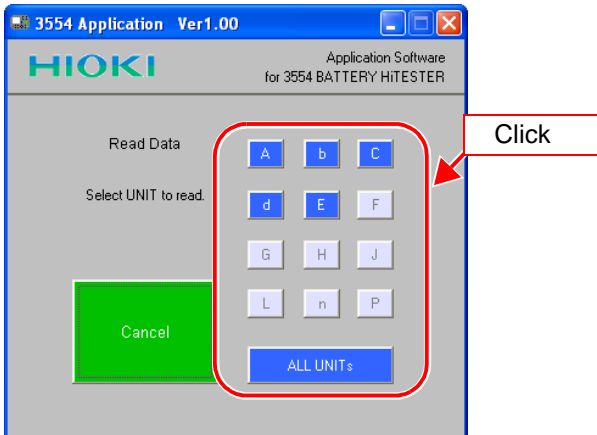 3554 Application Ver1.00
HIOKI
Application Software
for 3554 BATTERY HiTESTER
Click
Read Data
Select UNIT to read.
A b C
d E F
G H J
L n P
Cancel
ALL UNITs